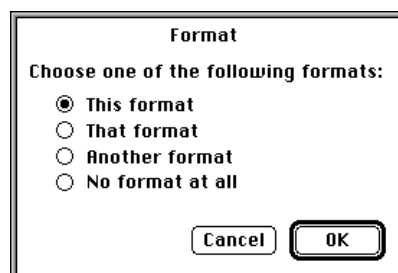 Format
Choose one of the following formats:
This format
That format
Another format
No format at all
Cancel OK